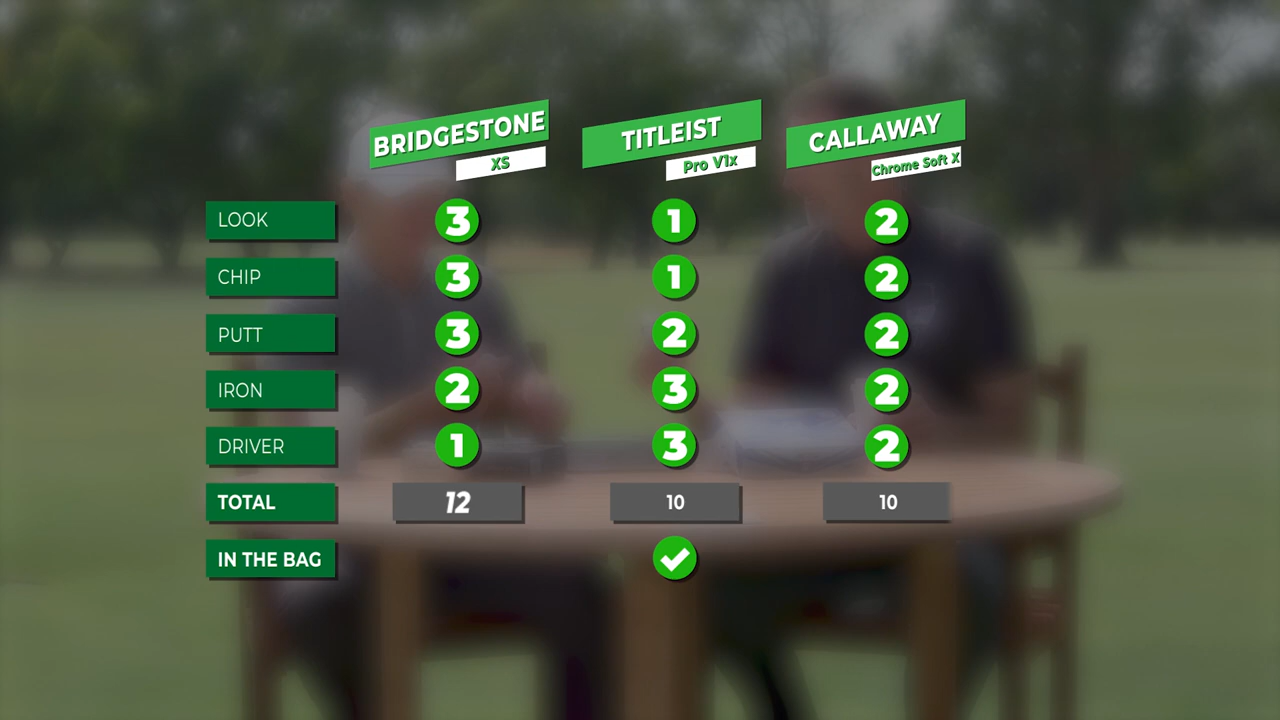 BRIDGESTONE TITLEIST CALLAWAY
XS Pro V1x Chrome Soft X
LOOK 3 1 2
CHIP 3 1 2
PUTT 3 2 2
IRON 2 3 2
DRIVER 1 3 2
TOTAL 12 10 10
IN THE BAG